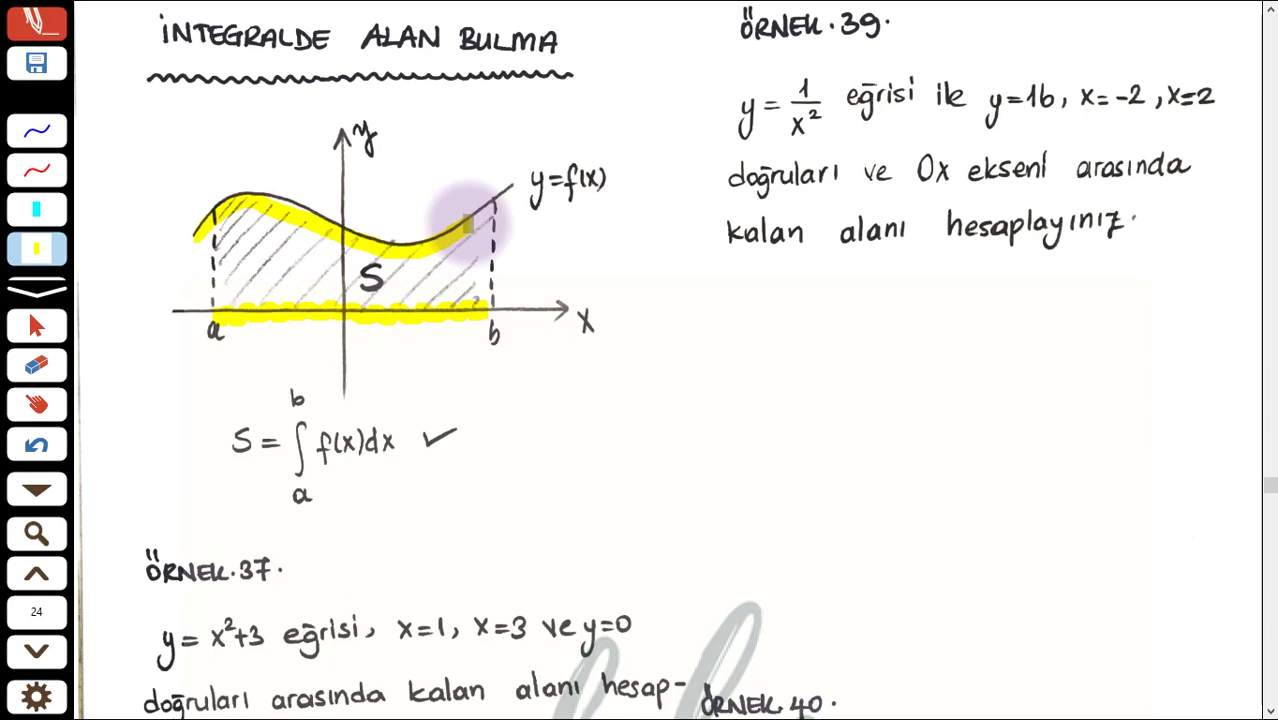 İNTEGRALDE ALAN BULMA
y
y=f(x)
S
a
b
x
b
S = ∫ f(x)dx ✓
a
ÖRNEK.37.
y = x²+3 eğrisi, x=1, x=3 ve y=0
doğruları arasında kalan alanı hesap-
ÖRNEK.39.
y = 1/x² eğrisi ile y=16, x=-2, x=2
doğruları ve Ox ekseni arasında
kalan alanı hesaplayınız.
ÖRNEK.40.
24